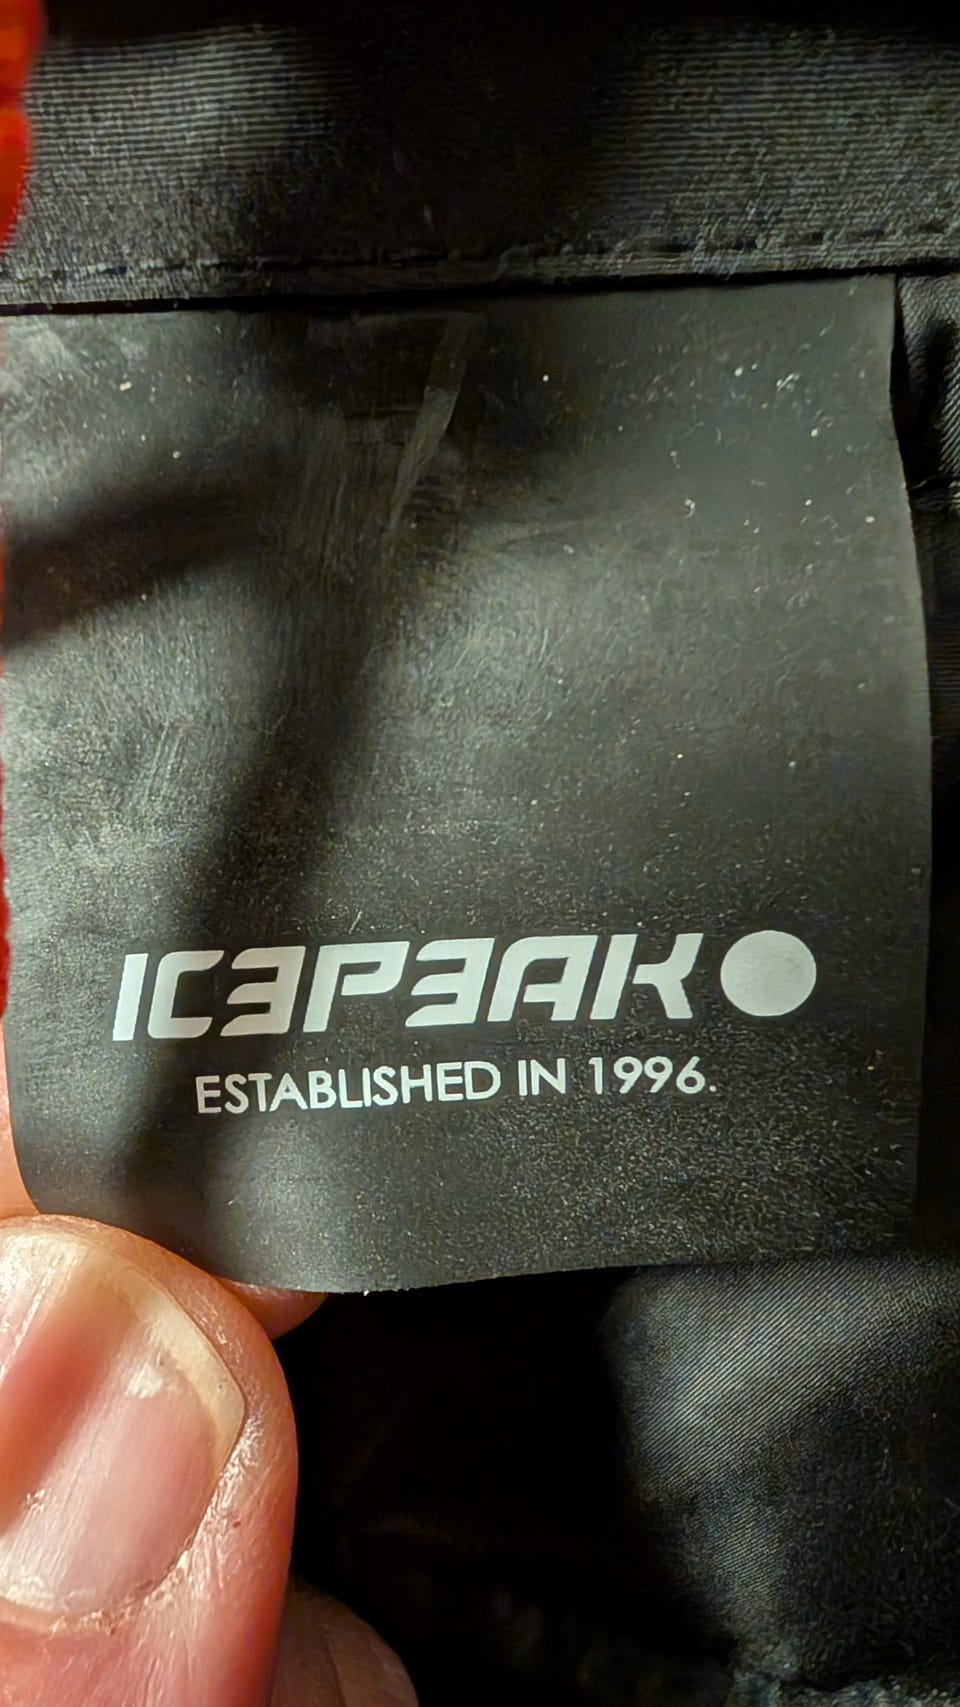 ICEPEAK
ESTABLISHED IN 1996.